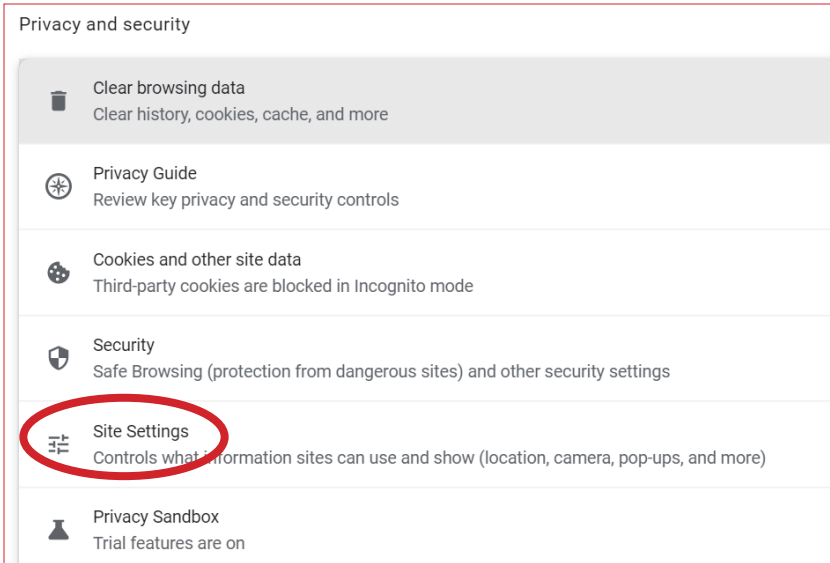 Privacy and security
Clear browsing data
Clear history, cookies, cache, and more
Privacy Guide
Review key privacy and security controls
Cookies and other site data
Third-party cookies are blocked in Incognito mode
Security
Safe Browsing (protection from dangerous sites) and other security settings
Site Settings
Controls what information sites can use and show (location, camera, pop-ups, and more)
Privacy Sandbox
Trial features are on